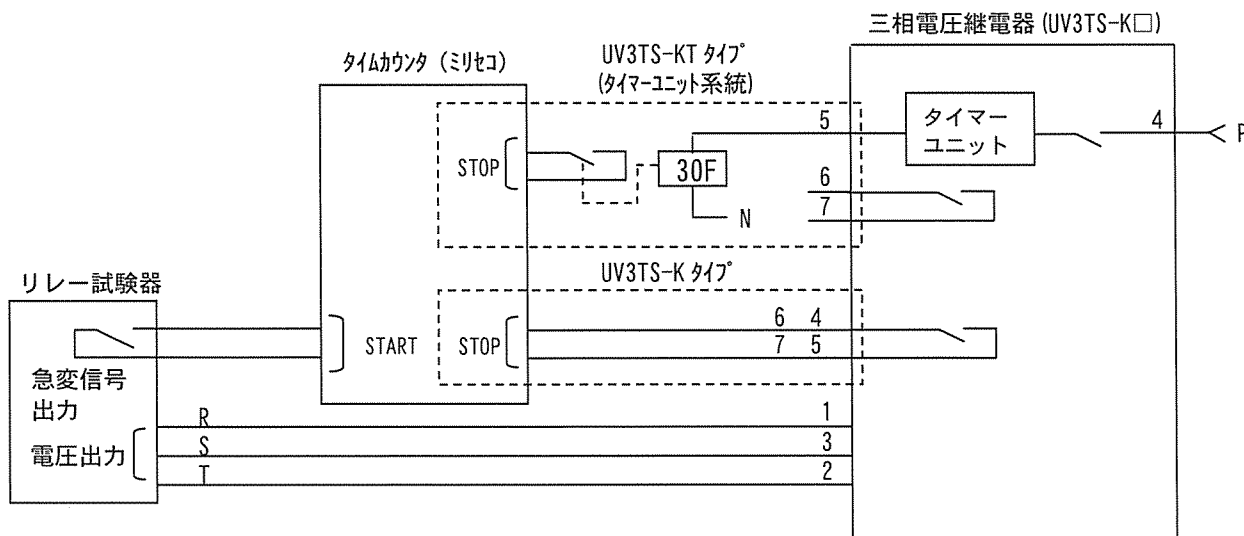 三相電圧継電器 (UV3TS-K□)
タイムカウンタ (ミリセコ)
UV3TS-KT タイプ
(タイマーユニット系統)
STOP
30F
N
5
タイマー
ユニット
4
P
6
7
UV3TS-K タイプ
リレー試験器
START
STOP
6 4
7 5
急変信号
出力
電圧出力
R
S
T
1
3
2